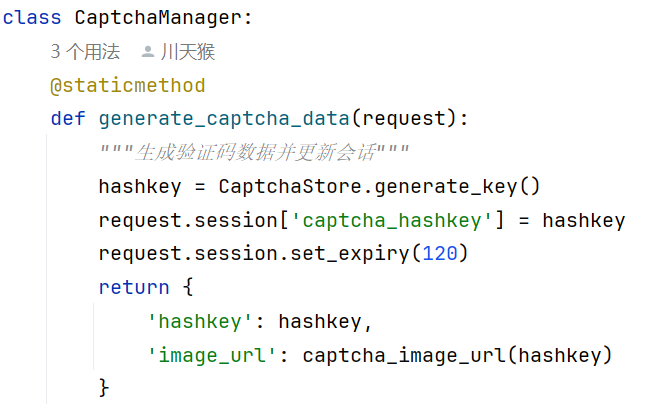 class CaptchaManager:
3 个用法 川天猴
@staticmethod
def generate_captcha_data(request):
"""生成验证码数据并更新会话"""
hashkey = CaptchaStore.generate_key()
request.session['captcha_hashkey'] = hashkey
request.session.set_expiry(120)
return {
'hashkey': hashkey,
'image_url': captcha_image_url(hashkey)
}